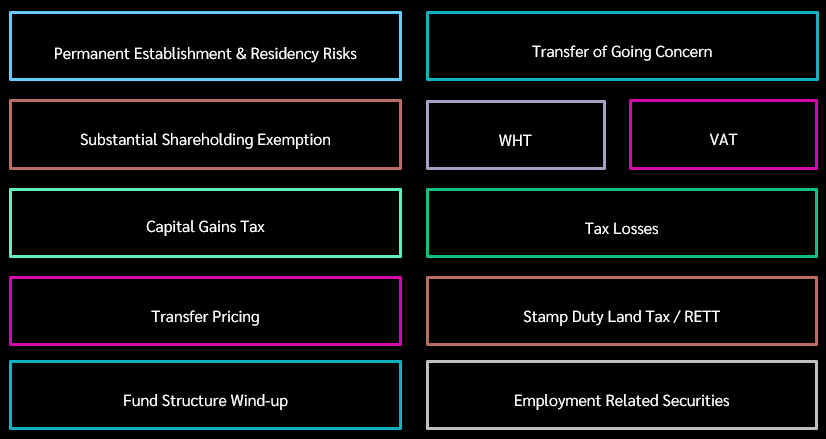 Permanent Establishment & Residency Risks
Transfer of Going Concern
Substantial Shareholding Exemption
WHT
VAT
Capital Gains Tax
Tax Losses
Transfer Pricing
Stamp Duty Land Tax / RETT
Fund Structure Wind-up
Employment Related Securities